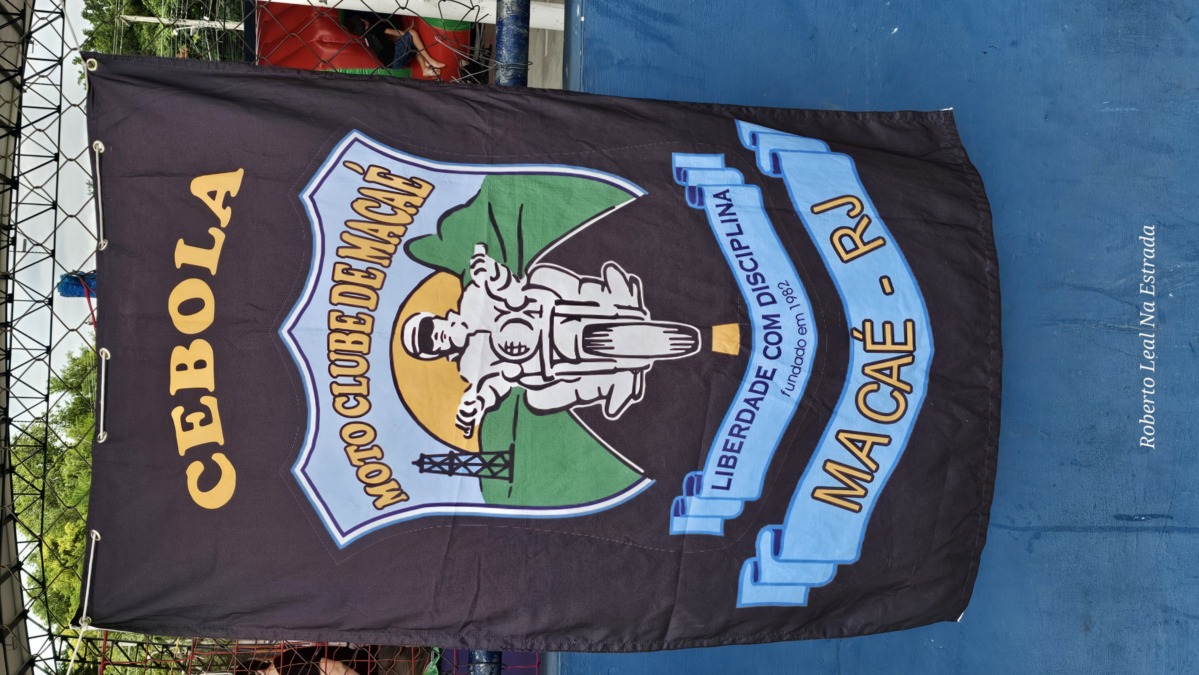 CEBOLA
MOTO CLUBE DE MACAÉ
LIBERDADE COM DISCIPLINA
fundado em 1982
MACAÉ - RJ
Roberto Leal Na Estrada